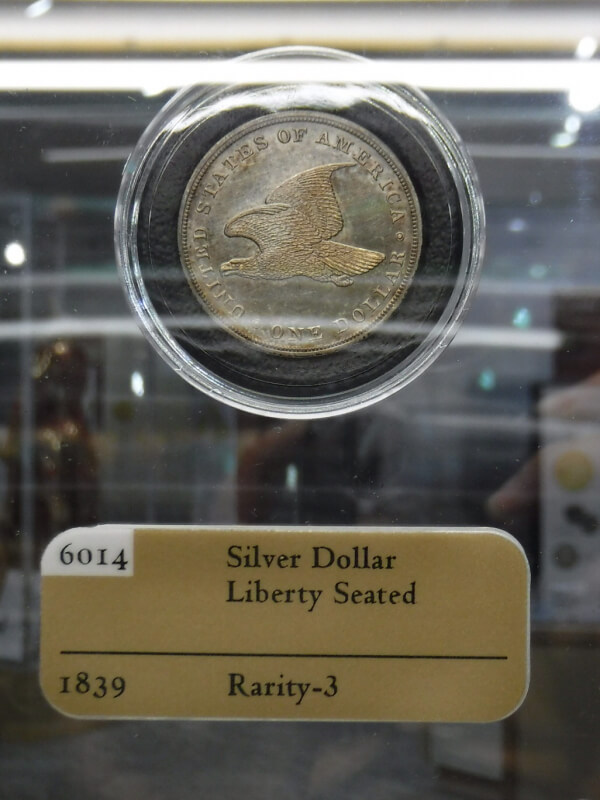 UNITED STATES OF AMERICA
ONE DOLLAR
6014
Silver Dollar
Liberty Seated
1839
Rarity-3